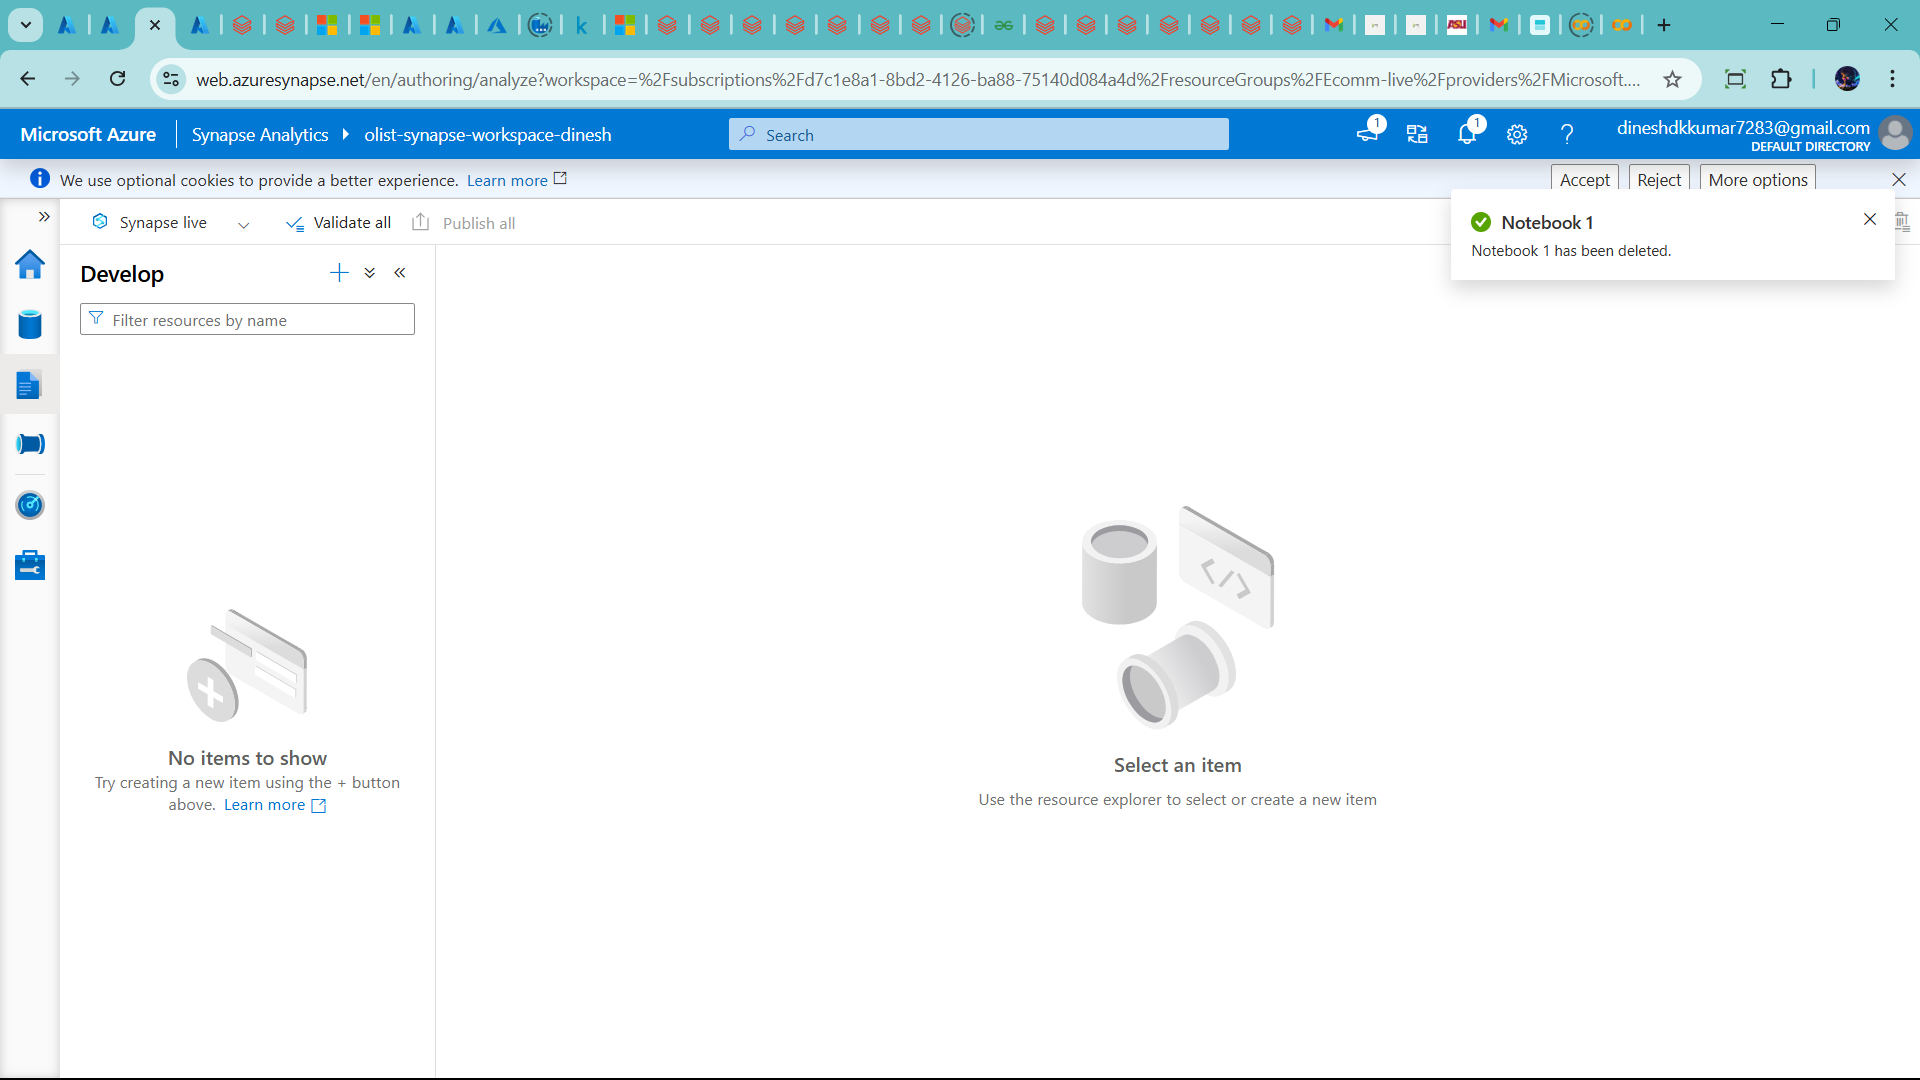 web.azuresynapse.net/en/authoring/analyze?workspace=%2Fsubscriptions%2Fd7c1e8a1-8bd2-4126-ba88-75140d084a4d%2FresourceGroups%2FEcomm-live%2Fproviders%2FMicrosoft....
Microsoft Azure
Synapse Analytics
olist-synapse-workspace-dinesh
Search
1
1
dineshdkkumar7283@gmail.com
DEFAULT DIRECTORY
We use optional cookies to provide a better experience. Learn more
Accept
Reject
More options
Synapse live
Validate all
Publish all
Notebook 1
Notebook 1 has been deleted.
Develop
Filter resources by name
No items to show
Try creating a new item using the + button
above. Learn more
Select an item
Use the resource explorer to select or create a new item